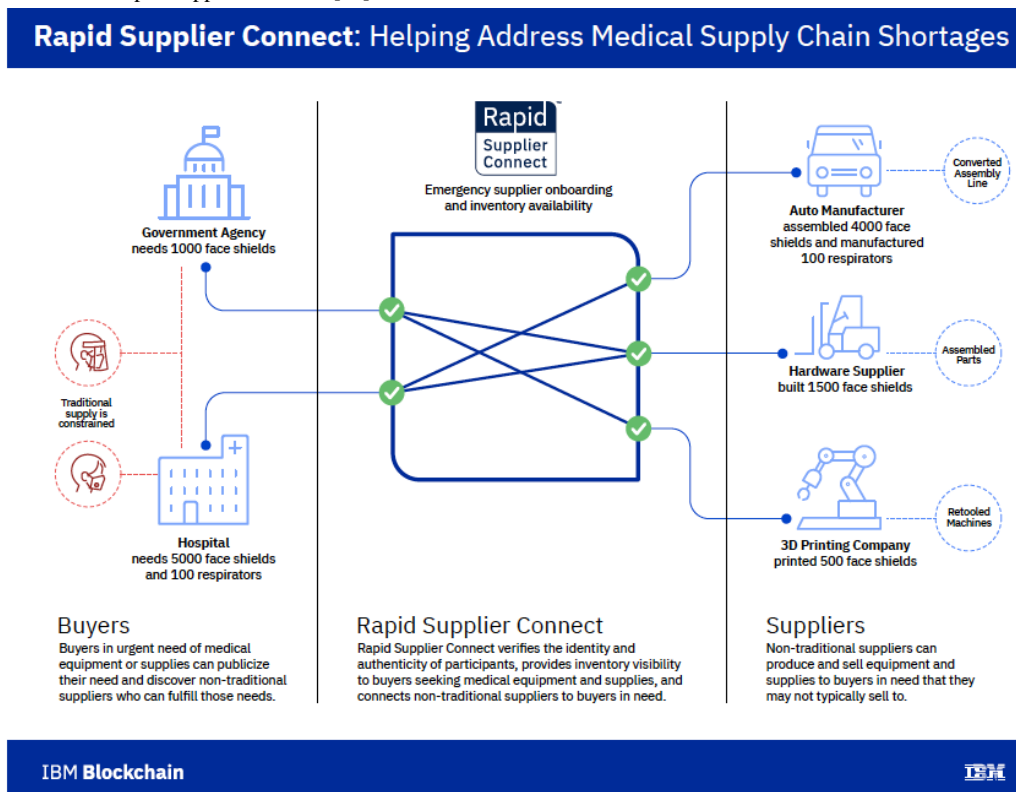 Rapid Supplier Connect: Helping Address Medical Supply Chain Shortages
Rapid
Supplier
Connect
Emergency supplier onboarding
and inventory availability
Government Agency
needs 1000 face shields
Traditional
supply is
constrained
Hospital
needs 5000 face shields
and 100 respirators
Auto Manufacturer
assembled 4000 face
shields and manufactured
100 respirators
Converted
Assembly
Line
Hardware Supplier
built 1500 face shields
Assembled
Parts
3D Printing Company
printed 500 face shields
Retooled
Machines
Buyers
Buyers in urgent need of medical
equipment or supplies can publicize
their need and discover non-traditional
suppliers who can fulfill those needs.
Rapid Supplier Connect
Rapid Supplier Connect verifies the identity and
authenticity of participants, provides inventory visibility
to buyers seeking medical equipment and supplies, and
connects non-traditional suppliers to buyers in need.
Suppliers
Non-traditional suppliers can
produce and sell equipment and
supplies to buyers in need that they
may not typically sell to.
IBM Blockchain
IBM